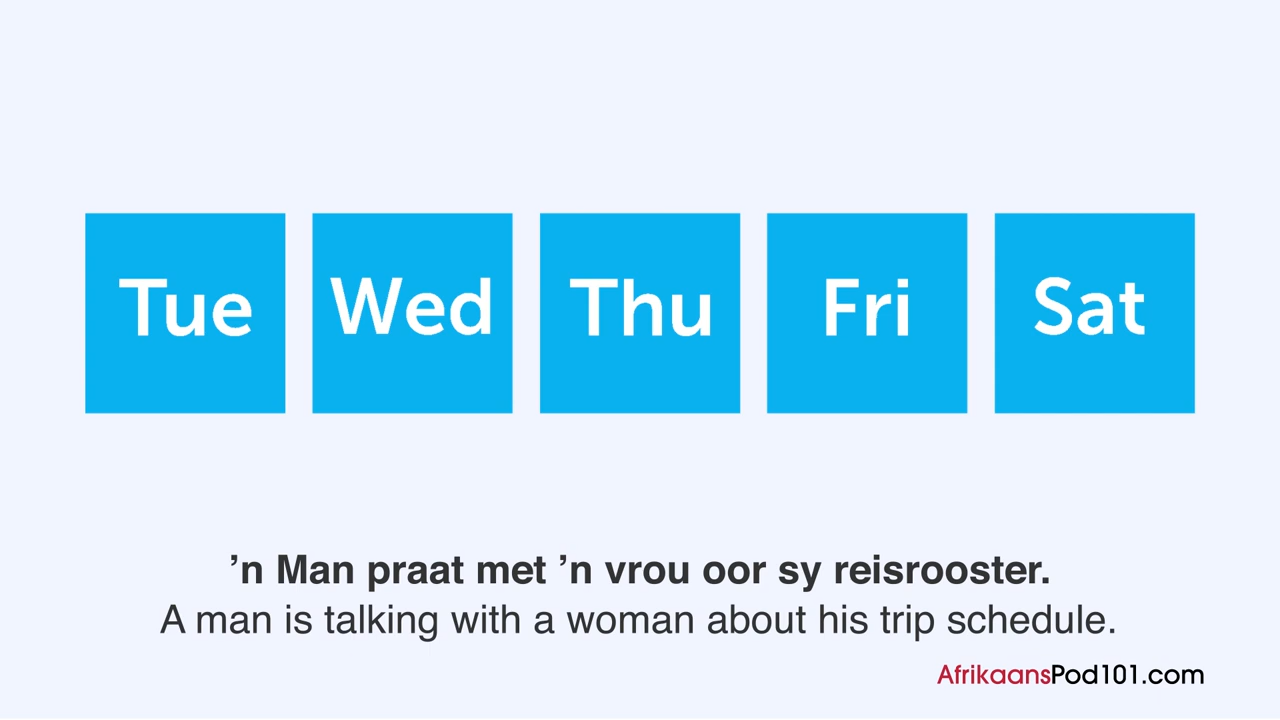 Tue Wed Thu Fri Sat
’n Man praat met ’n vrou oor sy reisrooster.
A man is talking with a woman about his trip schedule.
AfrikaansPod101.com